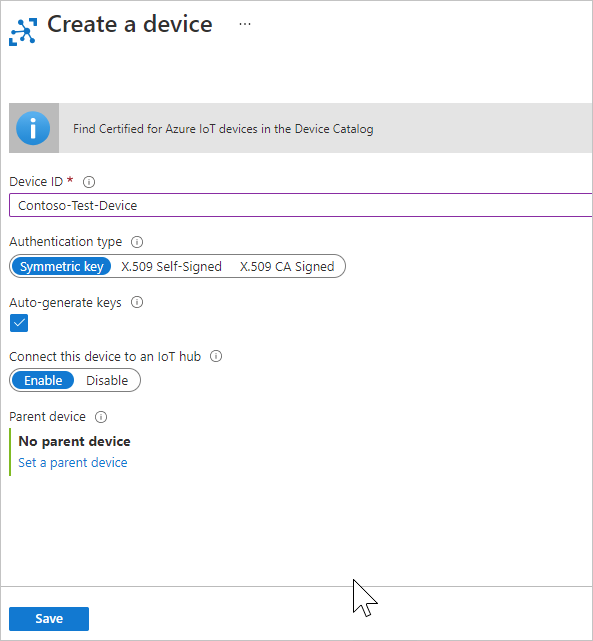 Create a device ...
Find Certified for Azure IoT devices in the Device Catalog
Device ID *
Contoso-Test-Device
Authentication type
Symmetric key X.509 Self-Signed X.509 CA Signed
Auto-generate keys
Connect this device to an IoT hub
Enable Disable
Parent device
No parent device
Set a parent device
Save